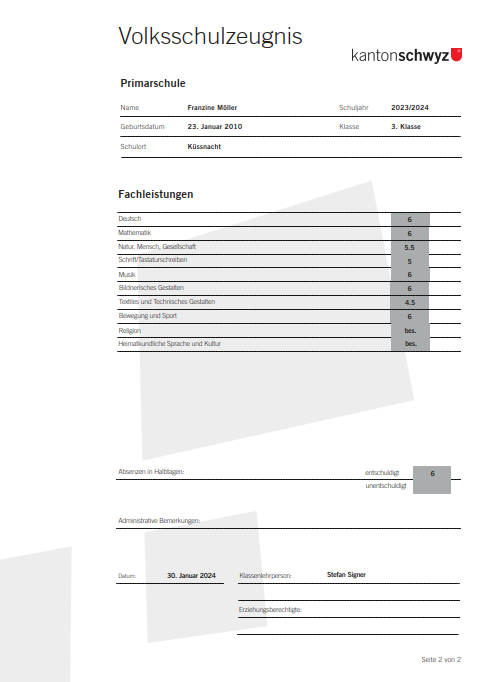 Volksschulzeugnis
kantonschwyz
Primarschule
Name Franzine Möller Schuljahr 2023/2024
Geburtsdatum 23. Januar 2010 Klasse 3. Klasse
Schulort Küssnacht
Fachleistungen
Deutsch 6
Mathematik 6
Natur, Mensch, Gesellschaft 5.5
Schrift/Tastaturschreiben 5
Musik 6
Bildnerisches Gestalten 6
Textiles und Technisches Gestalten 4.5
Bewegung und Sport 6
Religion bes.
Heimatkundliche Sprache und Kultur bes.
Absenzen in Halbtagen: entschuldigt 6
unentschuldigt
Administrative Bemerkungen:
Datum: 30. Januar 2024 Klassenlehrperson: Stefan Signer
Erziehungsberechtigte:
Seite 2 von 2